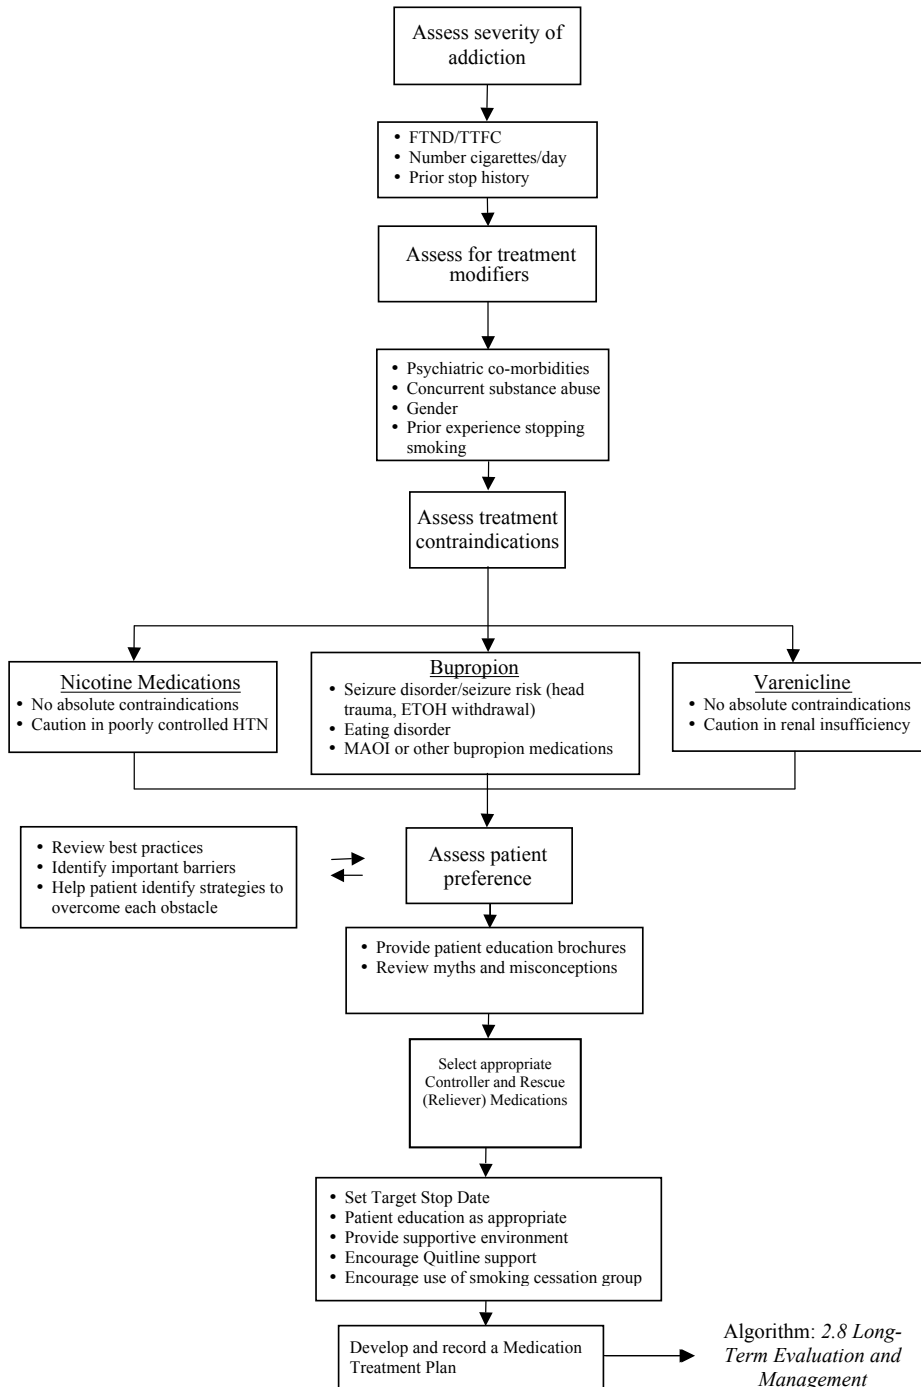 Assess severity of
addiction
• FTND/TTFC
• Number cigarettes/day
• Prior stop history
Assess for treatment
modifiers
• Psychiatric co-morbidities
• Concurrent substance abuse
• Gender
• Prior experience stopping
smoking
Assess treatment
contraindications
Nicotine Medications
• No absolute contraindications
• Caution in poorly controlled HTN
Bupropion
• Seizure disorder/seizure risk (head
trauma, ETOH withdrawal)
• Eating disorder
• MAOI or other bupropion medications
Varenicline
• No absolute contraindications
• Caution in renal insufficiency
• Review best practices
• Identify important barriers
• Help patient identify strategies to
overcome each obstacle
Assess patient
preference
• Provide patient education brochures
• Review myths and misconceptions
Select appropriate
Controller and Rescue
(Reliever) Medications
• Set Target Stop Date
• Patient education as appropriate
• Provide supportive environment
• Encourage Quitline support
• Encourage use of smoking cessation group
Develop and record a Medication
Treatment Plan
Algorithm: 2.8 Long-
Term Evaluation and
Management